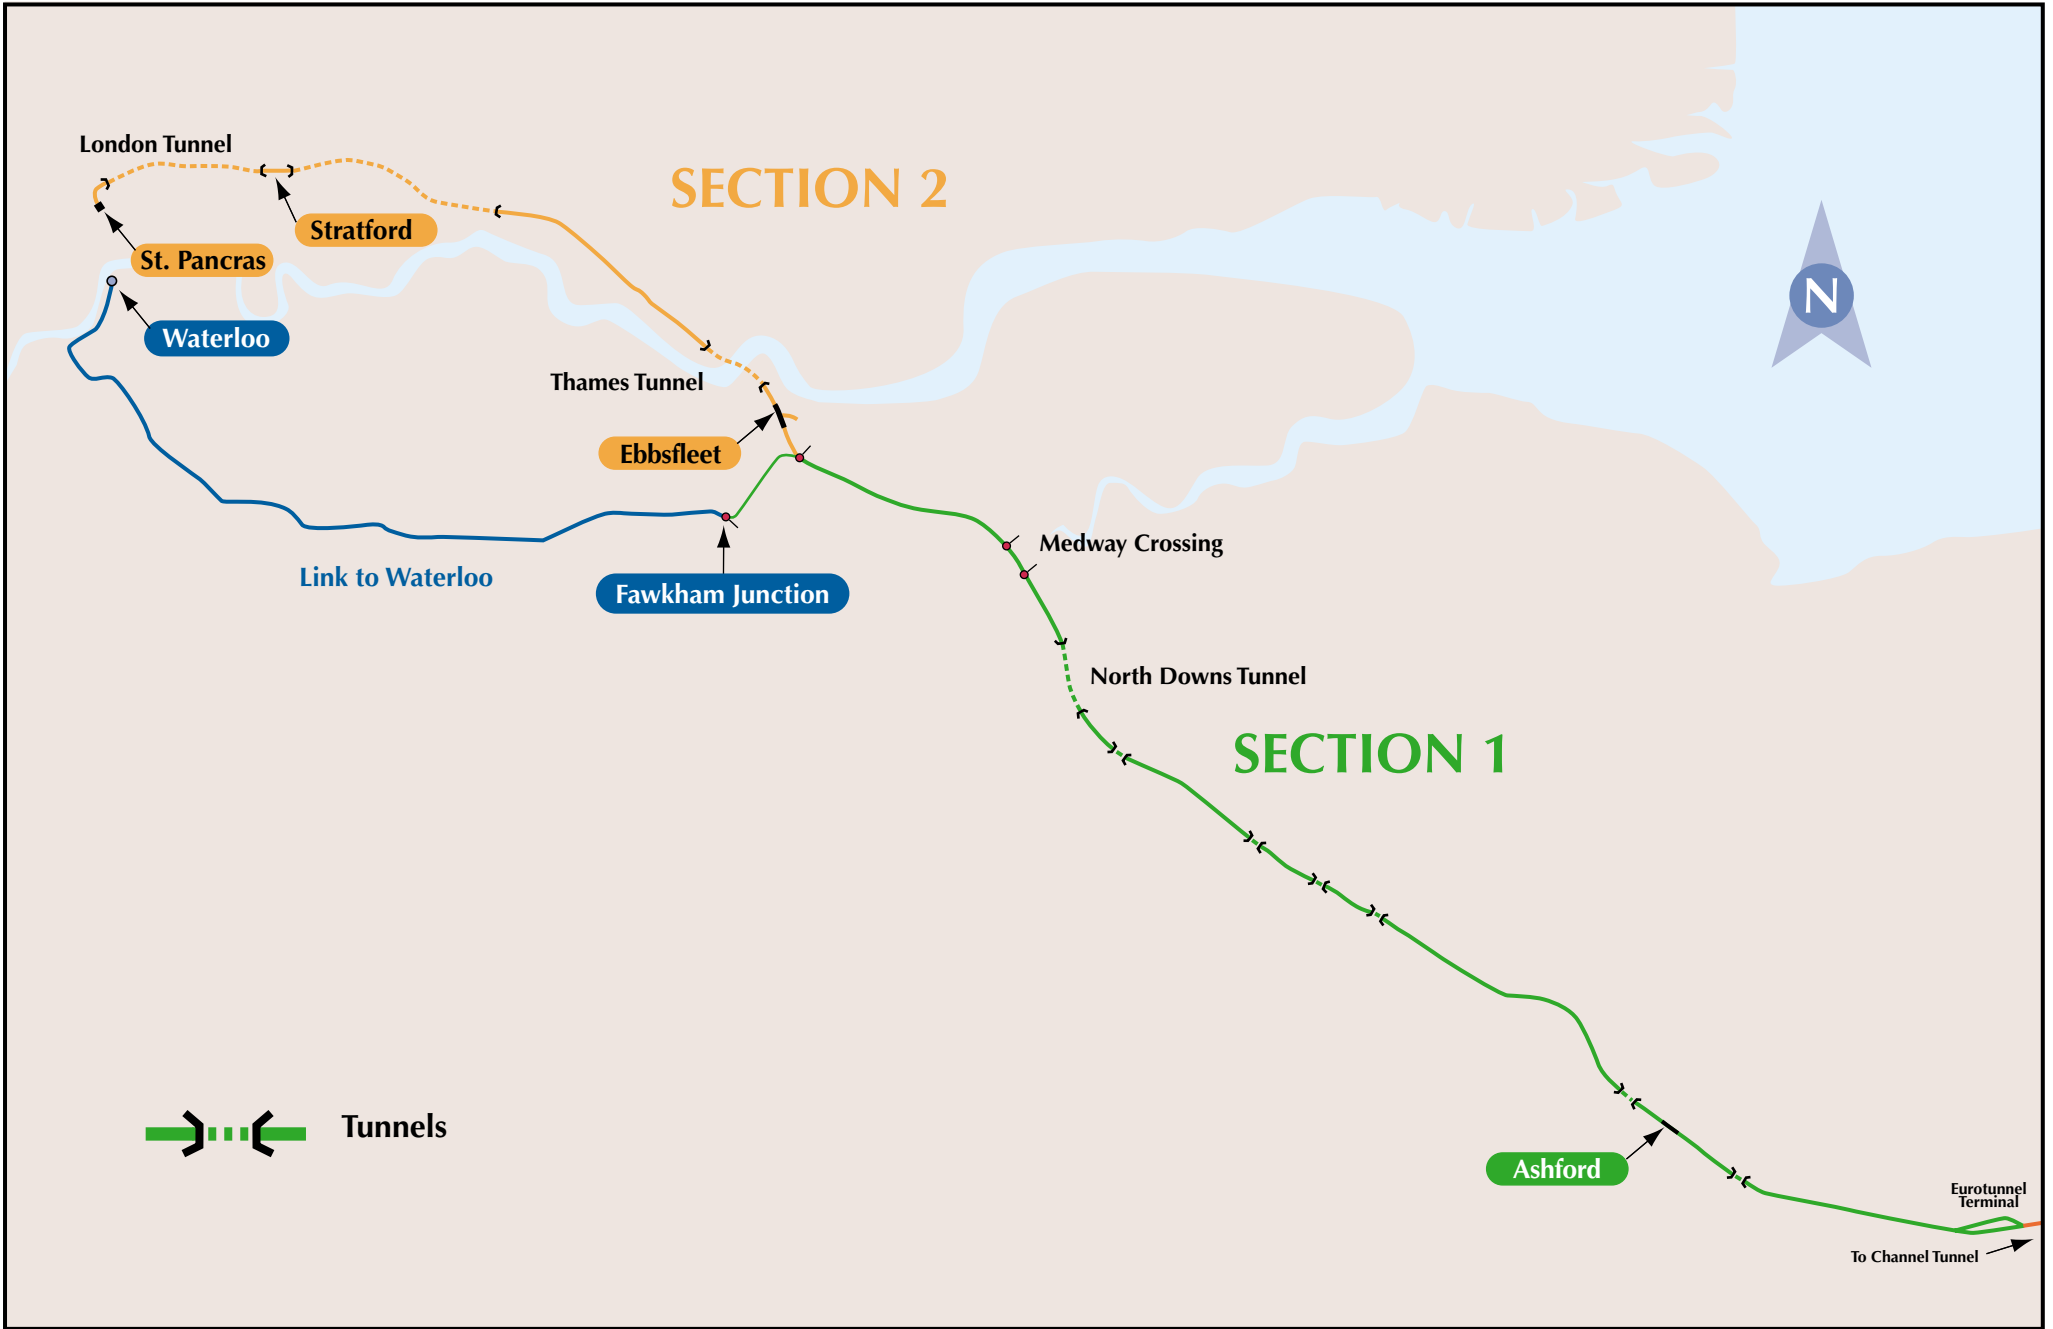 London Tunnel
SECTION 2
Stratford
St. Pancras
N
Waterloo
Thames Tunnel
Ebbsfleet
Medway Crossing
Link to Waterloo
Fawkham Junction
North Downs Tunnel
SECTION 1
Tunnels
Ashford
Eurotunnel
Terminal
To Channel Tunnel